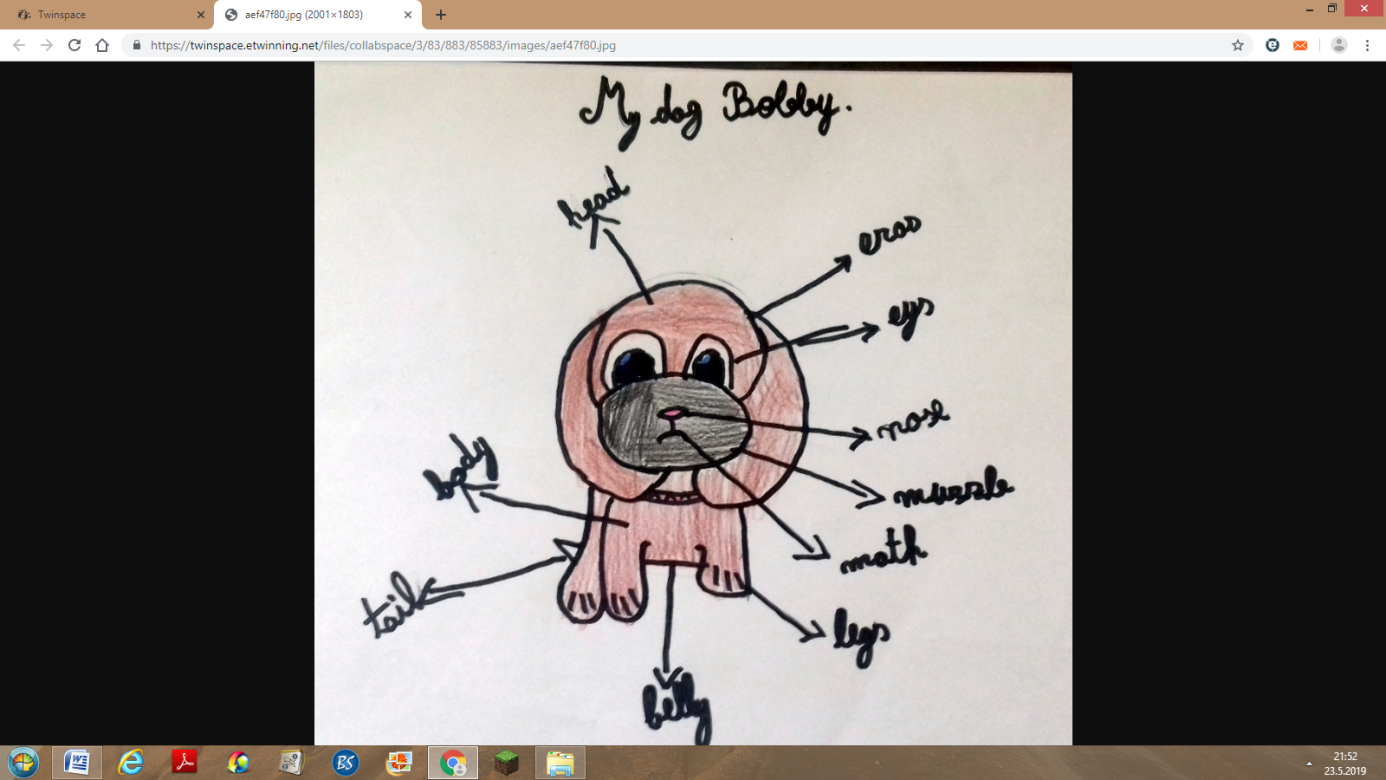 Twinspace
aef47f80.jpg (2001×1803)
https://twinspace.etwinning.net/files/collabspace/3/83/883/85883/images/aef47f80.jpg
My dog Bobby.
head
eras
eys
nose
body
muzzle
math
tail
legs
belly
BS
21:52
23.5.2019